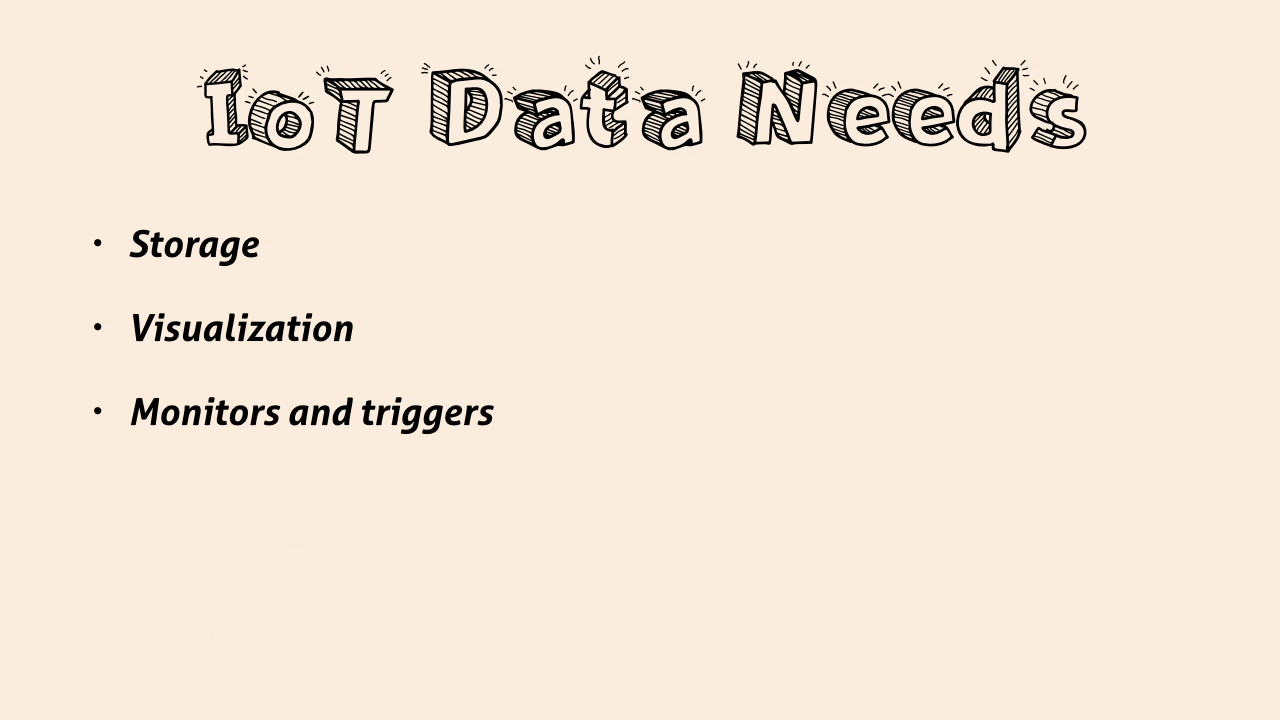 IoT Data Needs
• Storage
• Visualization
• Monitors and triggers